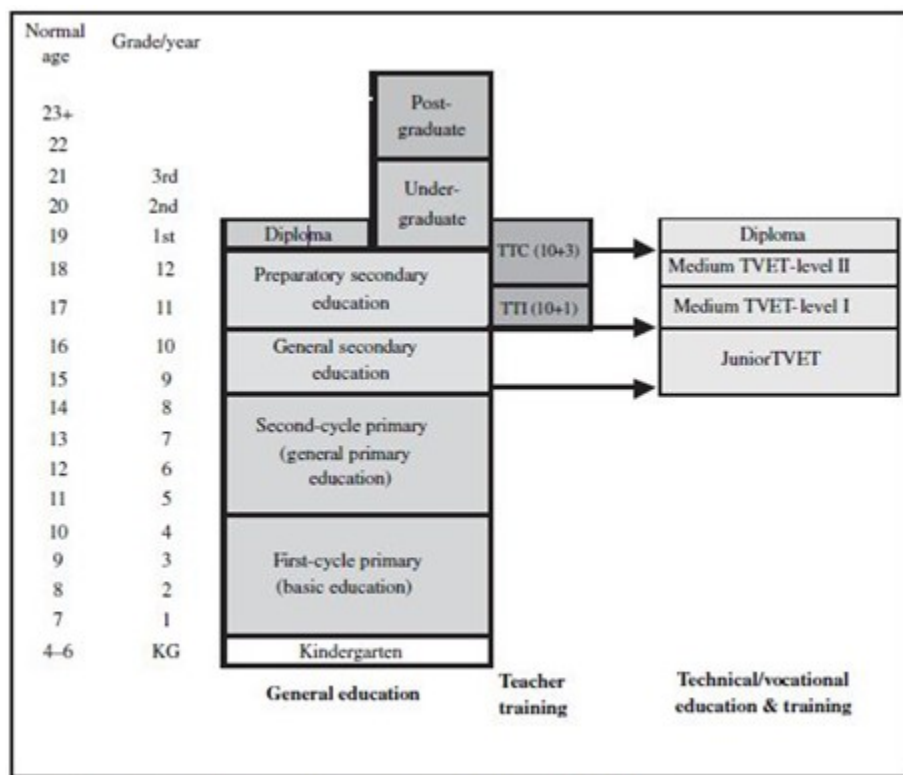 Normal age
Grade/year
23+
22
21 3rd
20 2nd
19 1st
18 12
17 11
16 10
15 9
14 8
13 7
12 6
11 5
10 4
9 3
8 2
7 1
4–6 KG
Post-
graduate
Under-
graduate
Diploma
Preparatory secondary
education
General secondary
education
Second-cycle primary
(general primary
education)
First-cycle primary
(basic education)
Kindergarten
General education
TTC (10+3)
TTI (10+1)
Teacher
training
Diploma
Medium TVET-level II
Medium TVET-level I
JuniorTVET
Technical/vocational
education & training